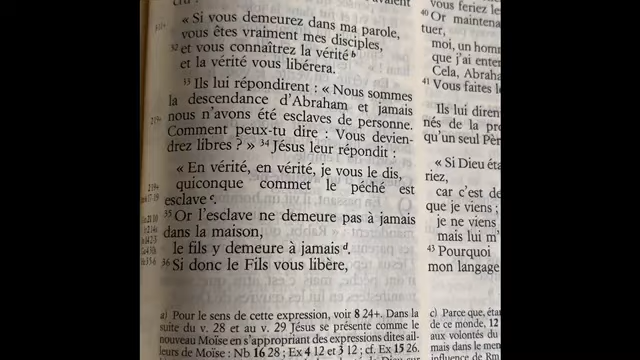 « Si vous demeurez dans ma parole,
vous êtes vraiment mes disciples,
32 et vous connaîtrez la vérité b
et la vérité vous libérera.
33 Ils lui répondirent : « Nous sommes
la descendance d'Abraham et jamais
nous n'avons été esclaves de personne.
Comment peux-tu dire : Vous devien-
drez libres ? » 34 Jésus leur répondit :
« En vérité, en vérité, je vous le dis,
quiconque commet le péché est
esclave c.
35 Or l'esclave ne demeure pas à jamais
dans la maison,
le fils y demeure à jamais d.
36 Si donc le Fils vous libère,
a) Pour le sens de cette expression, voir 8 24+. Dans la
suite du v. 28 et au v. 29 Jésus se présente comme le
nouveau Moïse en s'appropriant des expressions dites ail-
leurs de Moïse : Nb 16 28 ; Ex 4 12 et 3 12 ; cf. Ex 15 26.
vous feriez le
40 Or maintena
tuer,
moi, un homm
que j'ai enten
Cela, Abraha
41 Vous faites l
Ils lui diren
nés de la pro
qu'un seul Pèr
« Si Dieu éta
riez,
car c'est de
que je viens ;
je ne viens
mais lui m'
43 Pourquoi
mon langage
c) Parce que, étan
de ce monde, 12
aux volontés du
mais dans le men
influence de Rm